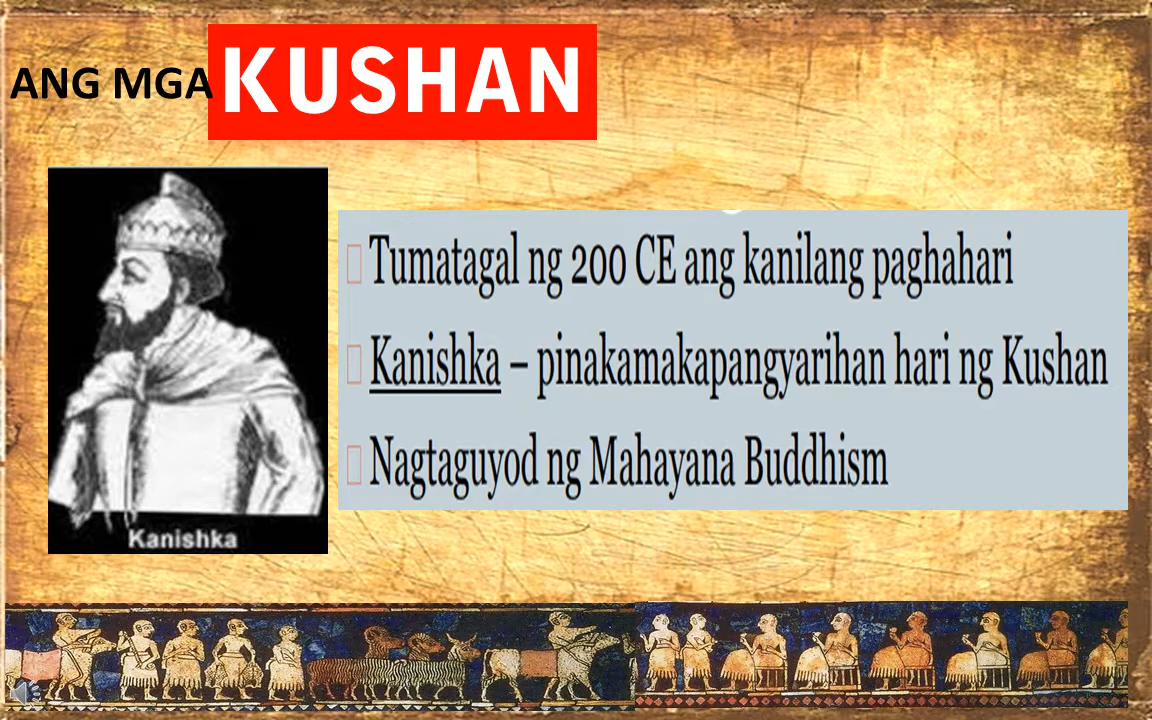 ANG MGA KUSHAN
Tumatagal ng 200 CE ang kanilang paghahari
Kanishka – pinakamakapangyarihan hari ng Kushan
Nagtaguyod ng Mahayana Buddhism
Kanishka